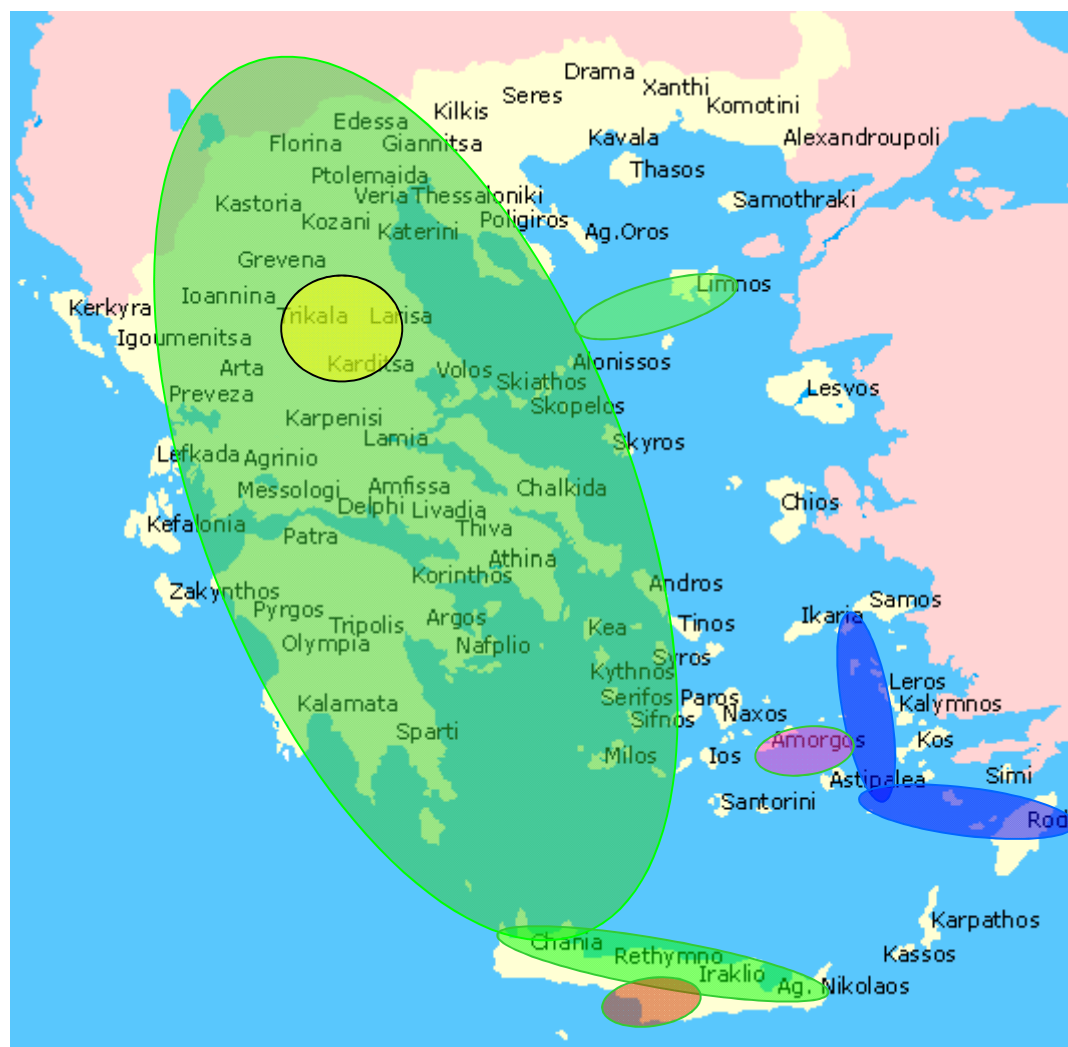 Drama
Xanthi
Seres
Komotini
Kilkis
Edessa
Kavala
Alexandroupoli
Florina
Giannitsa
Thasos
Ptolemaida
Veria
Thessaloniki
Samothraki
Kastoria
Kozani
Katerini
Poligiros
Ag.Oros
Grevena
Limnos
Ioannina
Kerkyra
Trikala
Larisa
Igoumenitsa
Arta
Karditsa
Volos
Alonissos
Skiathos
Lesvos
Preveza
Skopelos
Karpenisi
Lamia
Skyros
Lefkada
Agrinio
Messologi
Amfissa
Chalkida
Delphi
Livadia
Chios
Kefalonia
Thiva
Patra
Athina
Korinthos
Andros
Zakynthos
Samos
Pyrgos
Ikaria
Tripolis
Argos
Kea
Tinos
Olympia
Nafplio
Syros
Kythnos
Leros
Kalamata
Serifos
Paros
Kalymnos
Sifnos
Naxos
Sparti
Amorgos
Kos
Milos
Ios
Astipalea
Simi
Santorini
Rod
Karpathos
Chania
Rethymno
Kassos
Iraklio
Ag. Nikolaos